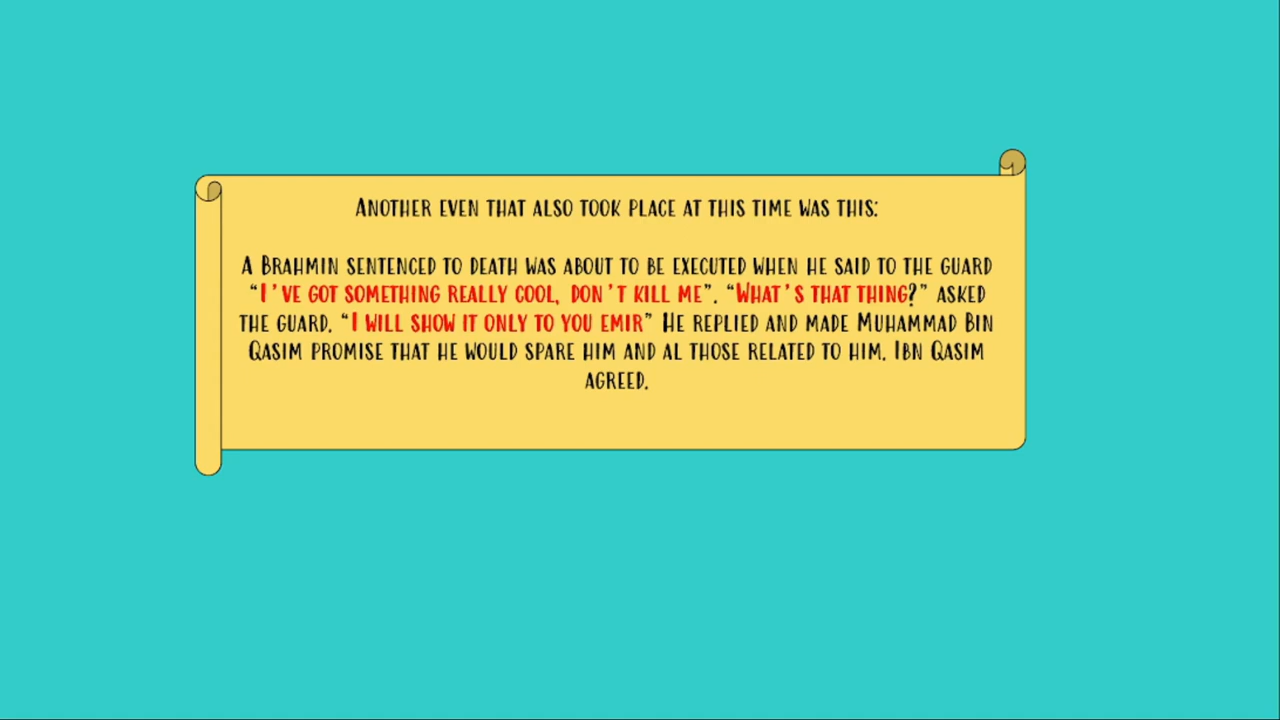 Another even that also took place at this time was this:
A Brahmin sentenced to death was about to be executed when he said to the guard
“I've got something really cool, don't kill me”. “What's that thing?” asked
the guard. “I will show it only to you Emir” He replied and made Muhammad Bin
Qasim promise that he would spare him and al those related to him. Ibn Qasim
agreed.